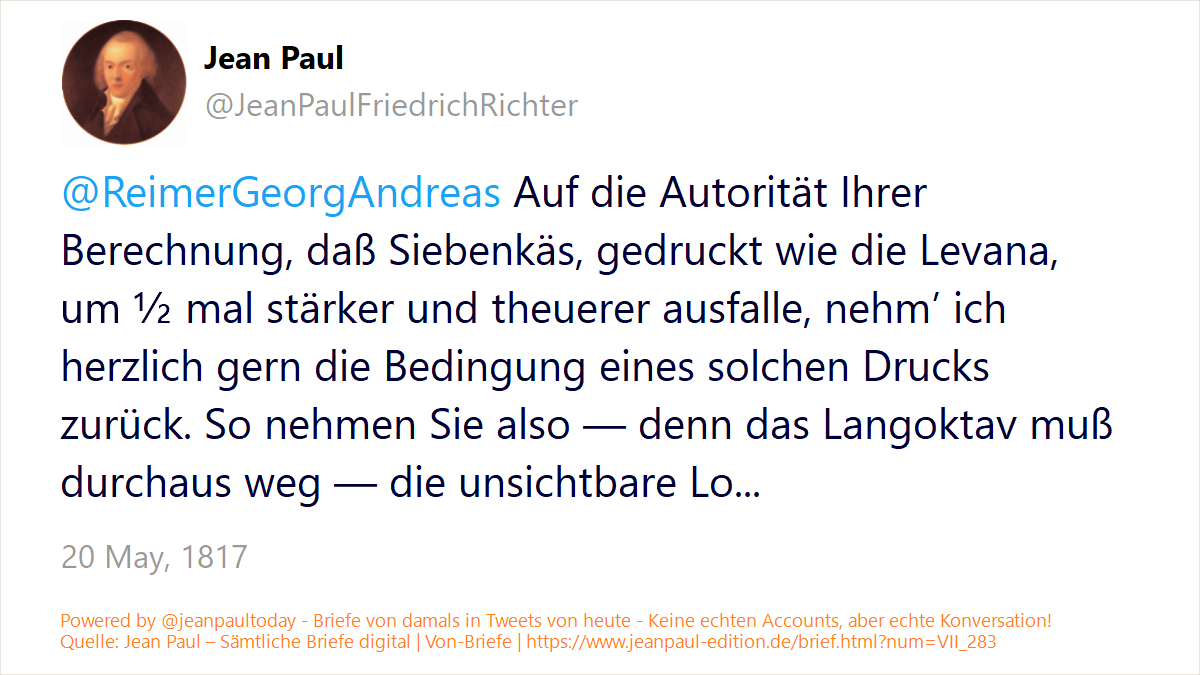 Jean Paul
@JeanPaulFriedrichRichter
@ReimerGeorgAndreas Auf die Autorität Ihrer
Berechnung, daß Siebenkäs, gedruckt wie die Levana,
um ½ mal stärker und theuerer ausfalle, nehm’ ich
herzlich gern die Bedingung eines solchen Drucks
zurück. So nehmen Sie also — denn das Langoktav muß
durchaus weg — die unsichtbare Lo...
20 May, 1817
Powered by @jeanpaultoday - Briefe von damals in Tweets von heute - Keine echten Accounts, aber echte Konversation!
Quelle: Jean Paul – Sämtliche Briefe digital | Von-Briefe | https://www.jeanpaul-edition.de/brief.html?num=VII_283